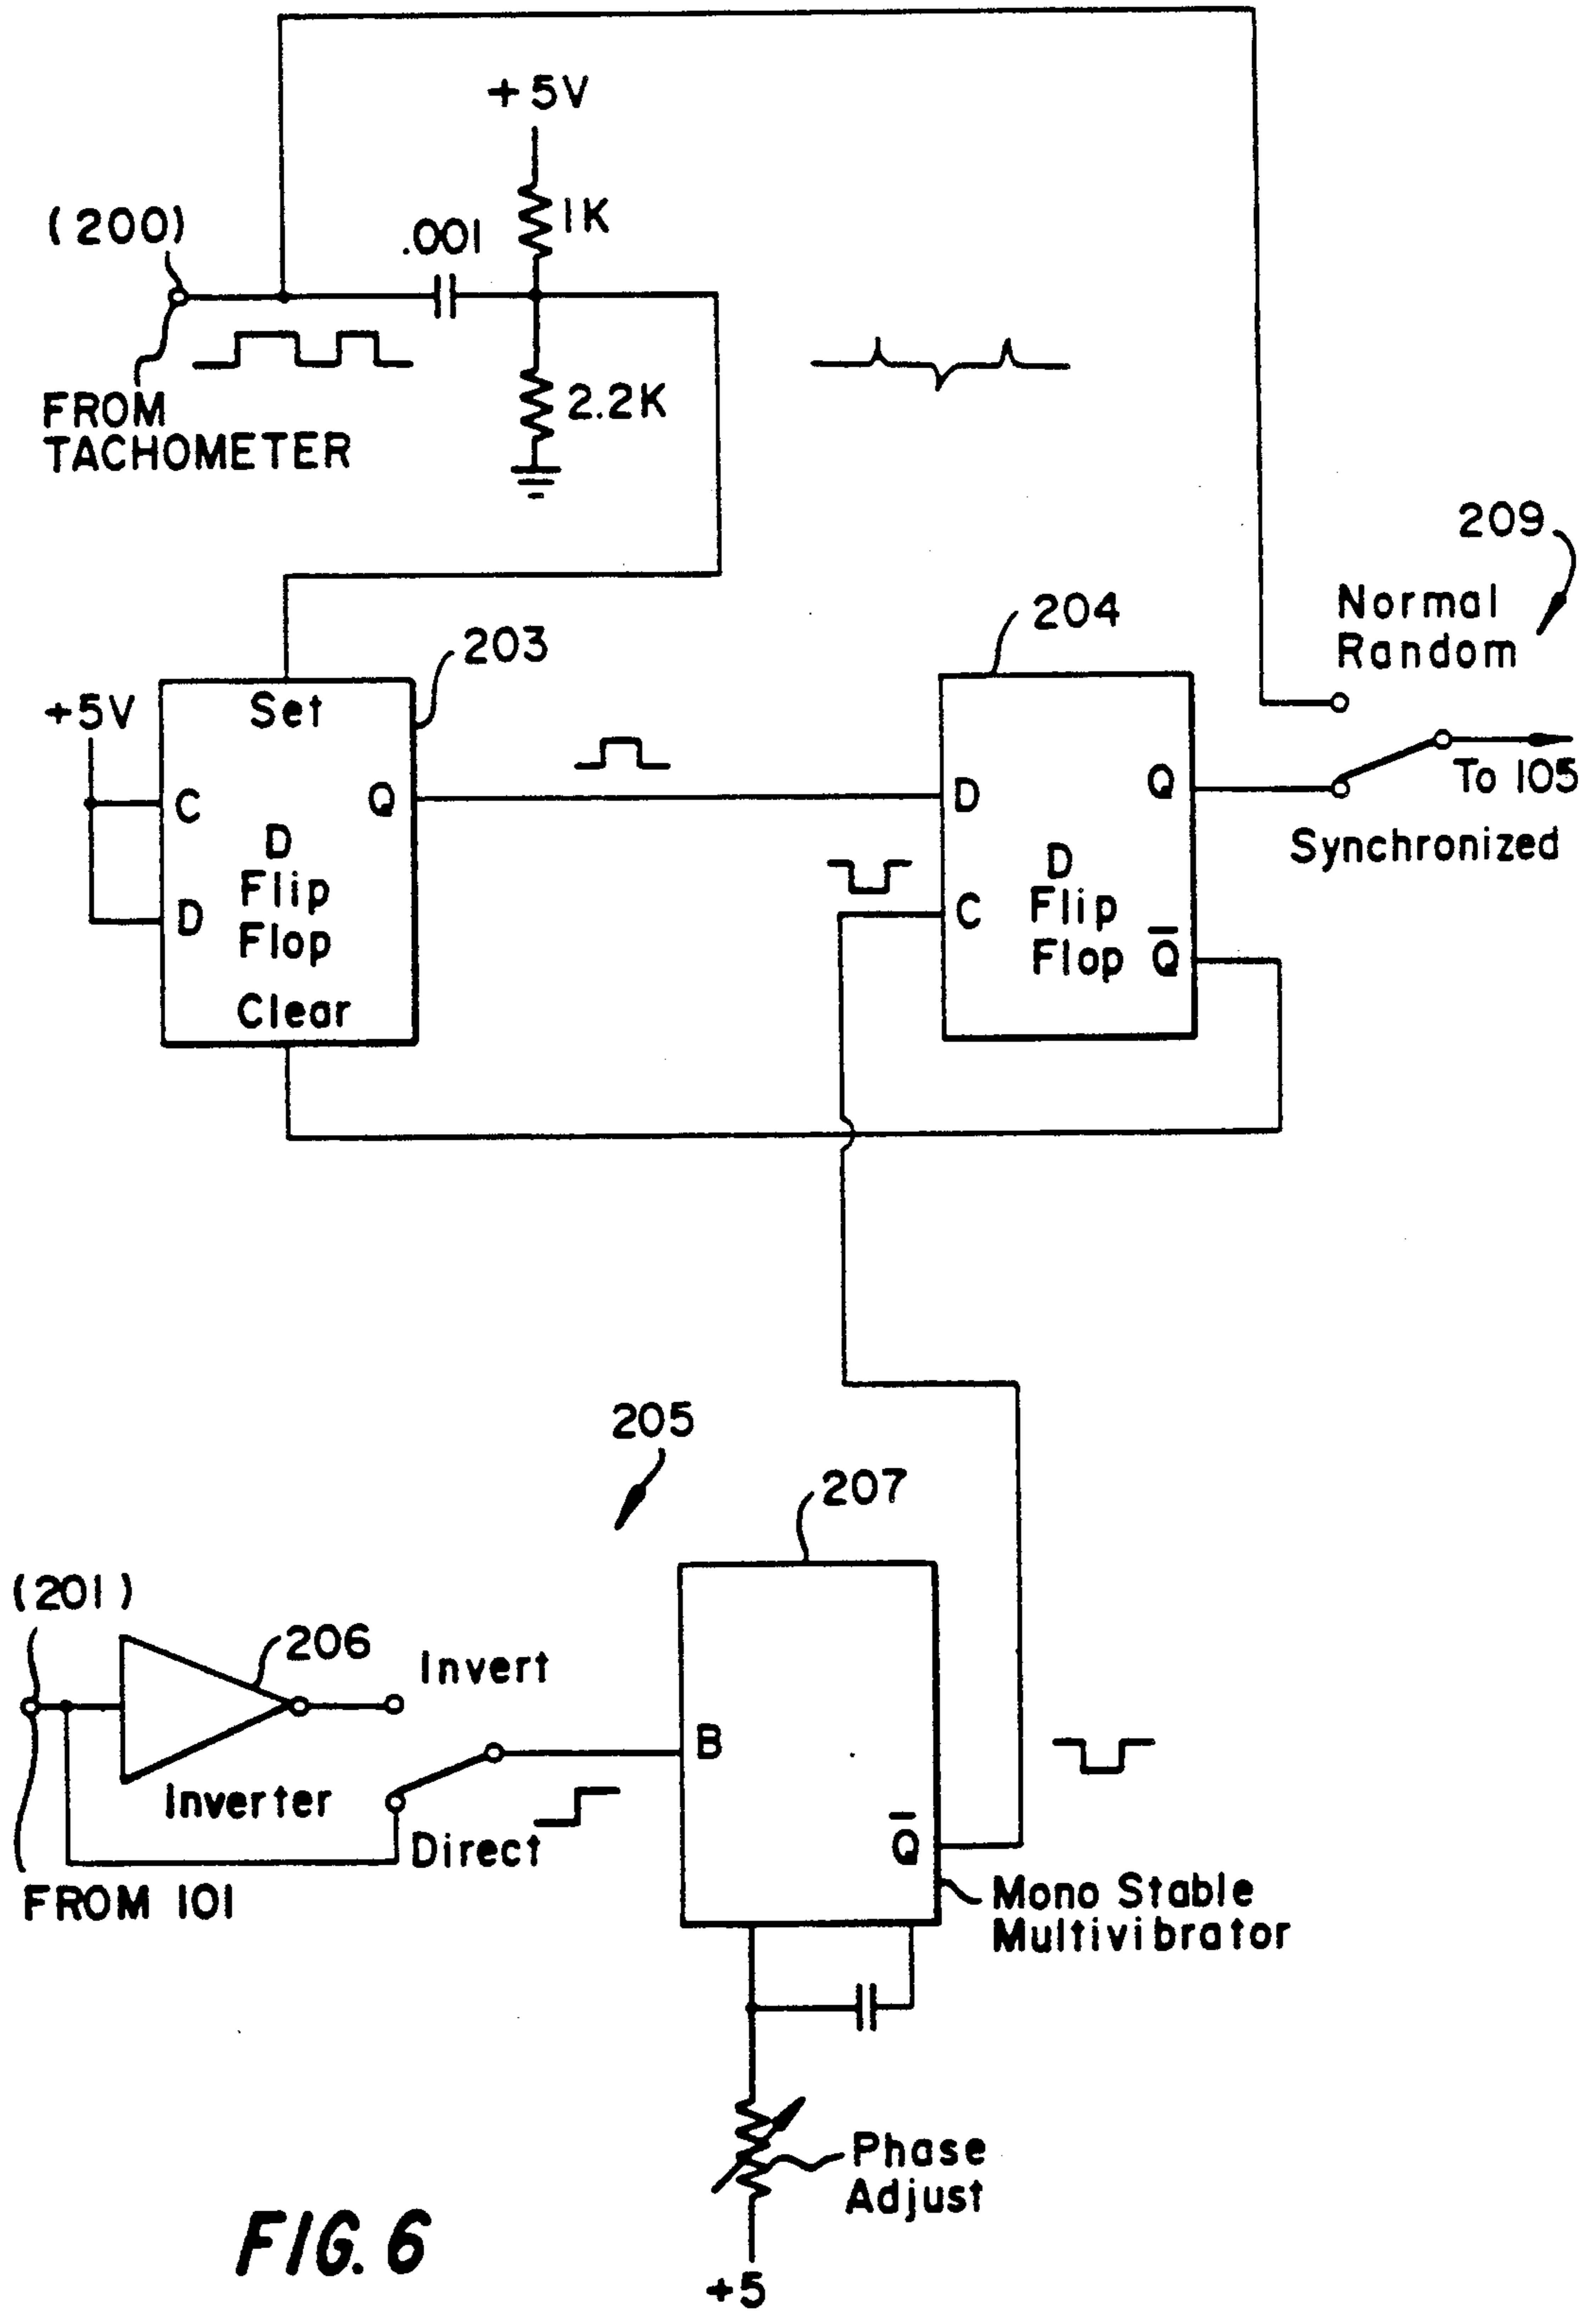 +5V
(200)
.001
1K
FROM
TACHOMETER
2.2K
209
Normal
Random
204
203
+5V
Set
C
Q
D
Flip
Flop
D
Clear
D
Q
D
Flip
Flop
C
Q̅
To 105
Synchronized
205
207
(201)
206
Invert
B
Inverter
Direct
Q̅
FROM 101
Mono Stable
Multivibrator
Phase
Adjust
+5
FIG. 6